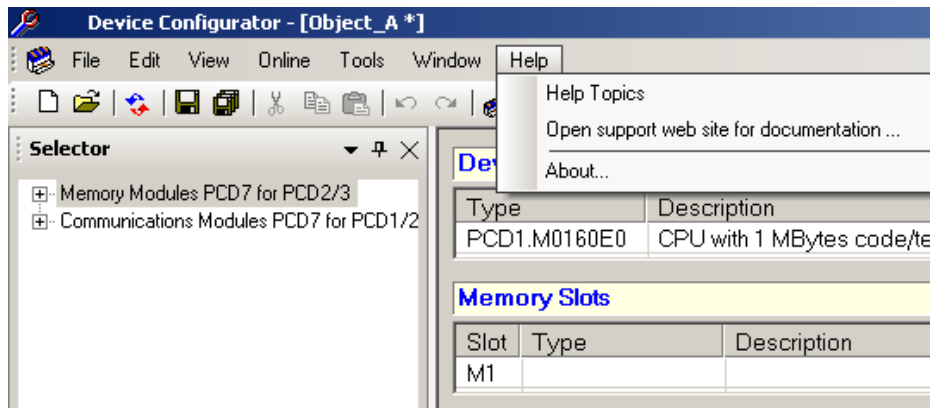 Device Configurator - [Object_A *]
File Edit View Online Tools Window Help
Help Topics
Open support web site for documentation ...
About...
Selector
Memory Modules PCD7 for PCD2/3
Communications Modules PCD7 for PCD1/2
Type Description
PCD1.M0160E0 CPU with 1 MBytes
Memory Slots
Slot Type Description
M1